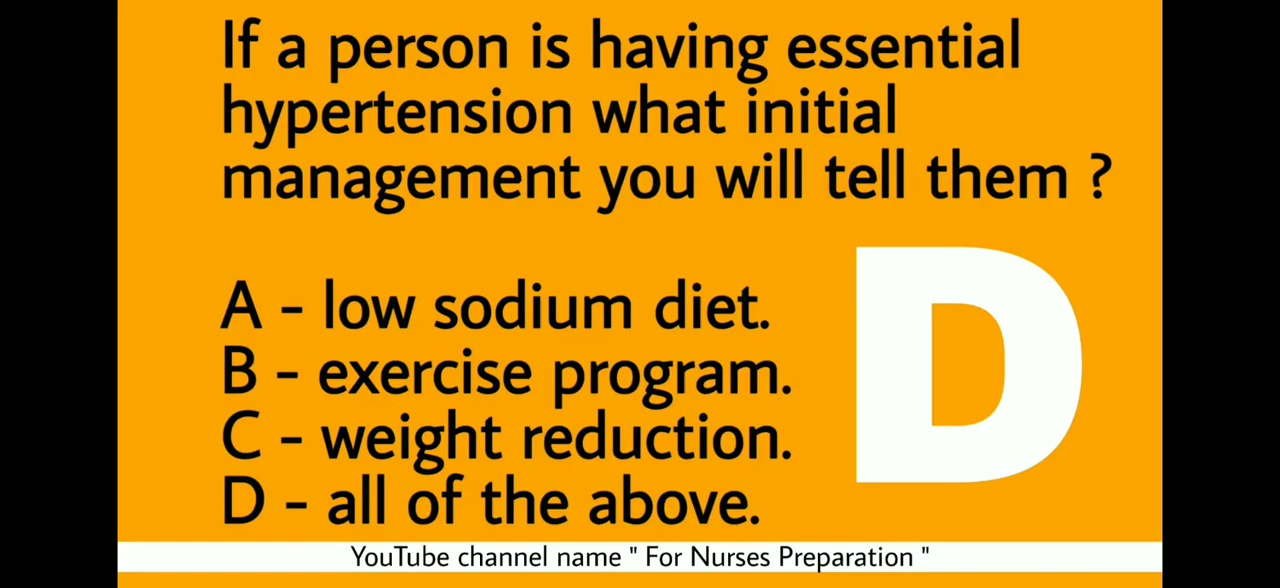 If a person is having essential
hypertension what initial
management you will tell them ?
A - low sodium diet.
B - exercise program.
C - weight reduction.
D - all of the above.
D
YouTube channel name " For Nurses Preparation "